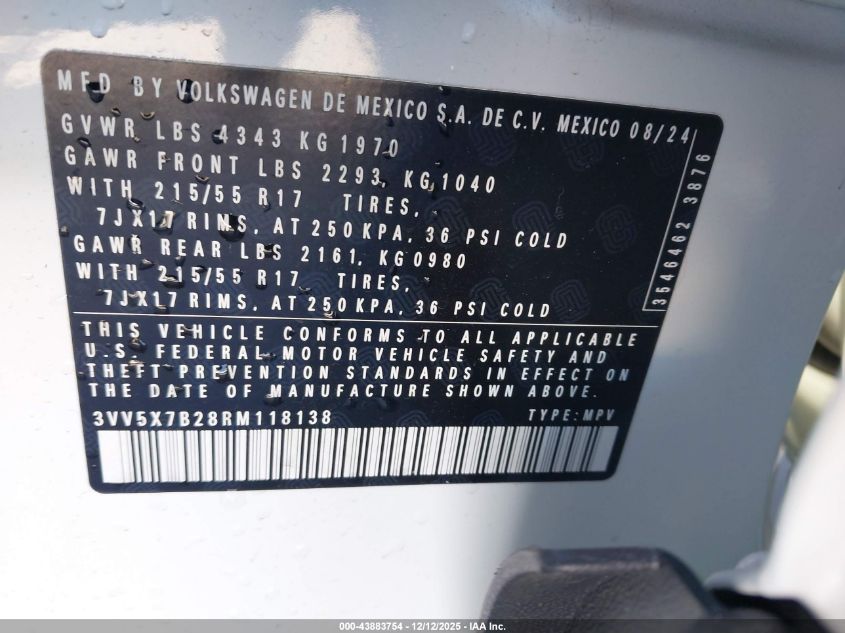 MFD BY VOLKSWAGEN DE MEXICO S.A. DE C.V. MEXICO 08/24
GVWR LBS 4343 KG 1970
GAWR FRONT LBS 2293, KG 1040
WITH 215/55 R17 TIRES,
7JX17 RIMS, AT 250 KPA, 36 PSI COLD
GAWR REAR LBS 2161, KG 0980
WITH 215/55 R17 TIRES,
7JX17 RIMS, AT 250 KPA, 36 PSI COLD
3646462 3876
THIS VEHICLE CONFORMS TO ALL APPLICABLE
U.S. FEDERAL MOTOR VEHICLE SAFETY AND
THEFT PREVENTION STANDARDS IN EFFECT ON
THE DATE OF MANUFACTURE SHOWN ABOVE.
3VV5X7B28RM118138 TYPE: MPV
000-43883754 - 12/12/2025 - IAA Inc.